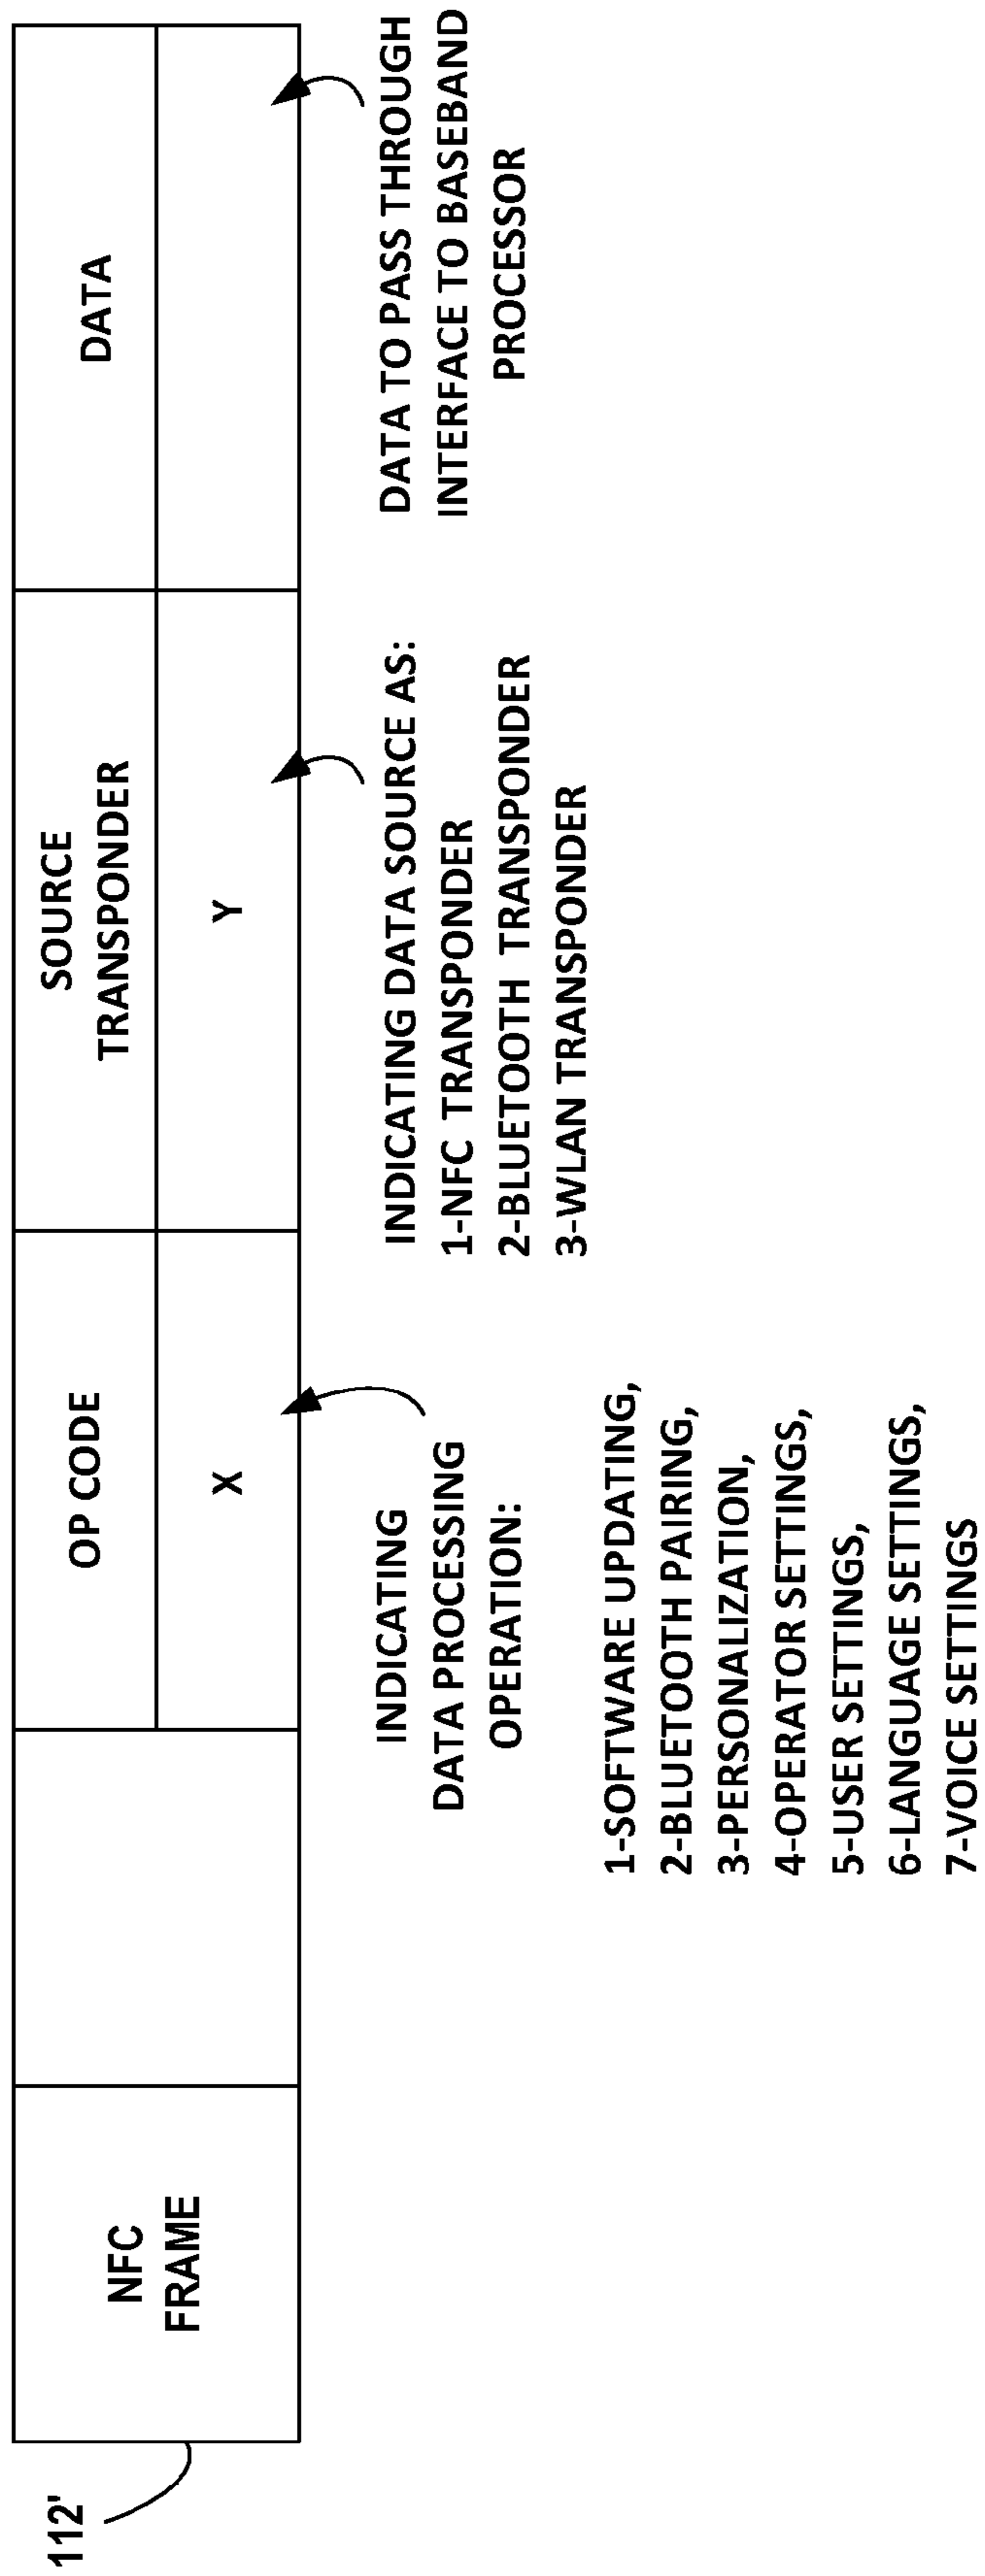 112'
NFC
FRAME
OP CODE
X
SOURCE
TRANSPONDER
Y
DATA
INDICATING
DATA PROCESSING
OPERATION:
1-SOFTWARE UPDATING,
2-BLUETOOTH PAIRING,
3-PERSONALIZATION,
4-OPERATOR SETTINGS,
5-USER SETTINGS,
6-LANGUAGE SETTINGS,
7-VOICE SETTINGS
INDICATING DATA SOURCE AS:
1-NFC TRANSPONDER
2-BLUETOOTH TRANSPONDER
3-WLAN TRANSPONDER
DATA TO PASS THROUGH
INTERFACE TO BASEBAND
PROCESSOR